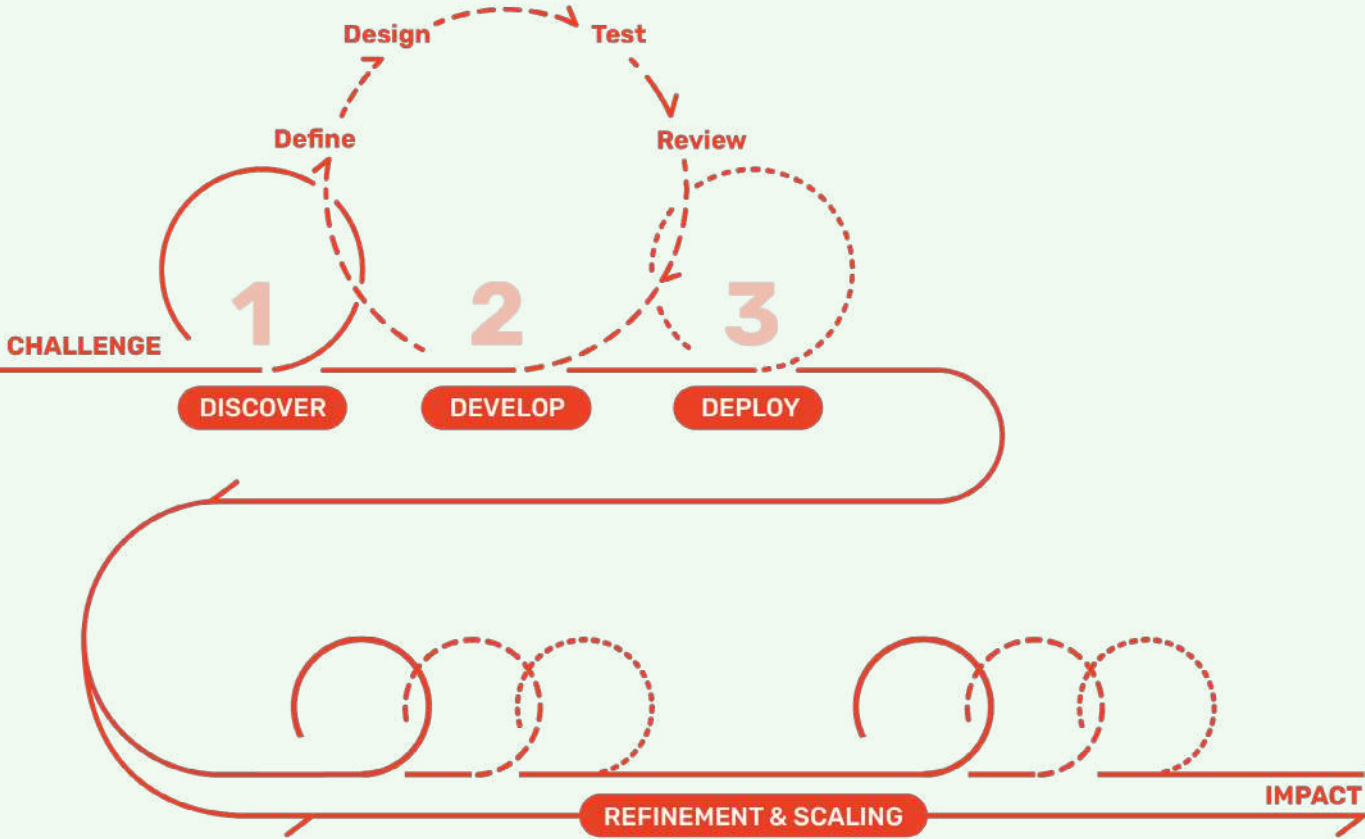 Design
Test
Define
Review
1
2
3
CHALLENGE
DISCOVER
DEVELOP
DEPLOY
IMPACT
REFINEMENT & SCALING